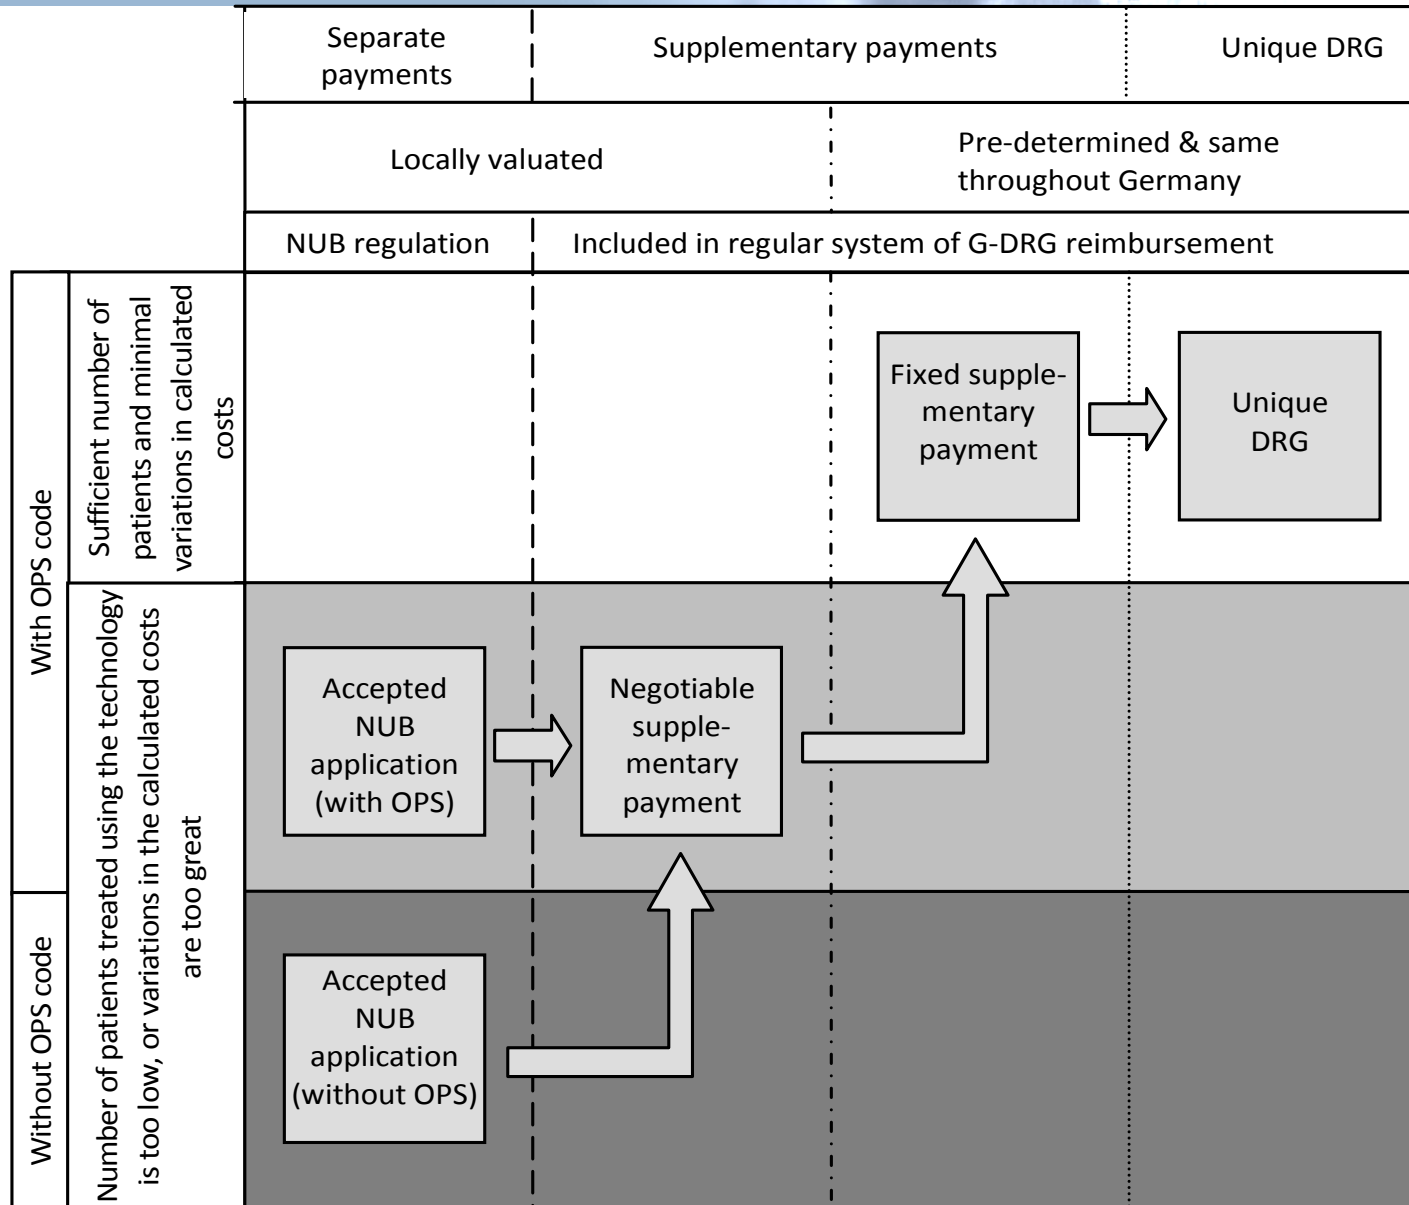 Separate
payments
Supplementary payments
Unique DRG
Locally valuated
Pre-determined & same
throughout Germany
NUB regulation
Included in regular system of G-DRG reimbursement
With OPS code
Sufficient number of
patients and minimal
variations in calculated
costs
Fixed supple-
mentary
payment
Unique
DRG
Number of patients treated using the technology
is too low, or variations in the calculated costs
are too great
Accepted
NUB
application
(with OPS)
Negotiable
supple-
mentary
payment
Without OPS code
Accepted
NUB
application
(without OPS)